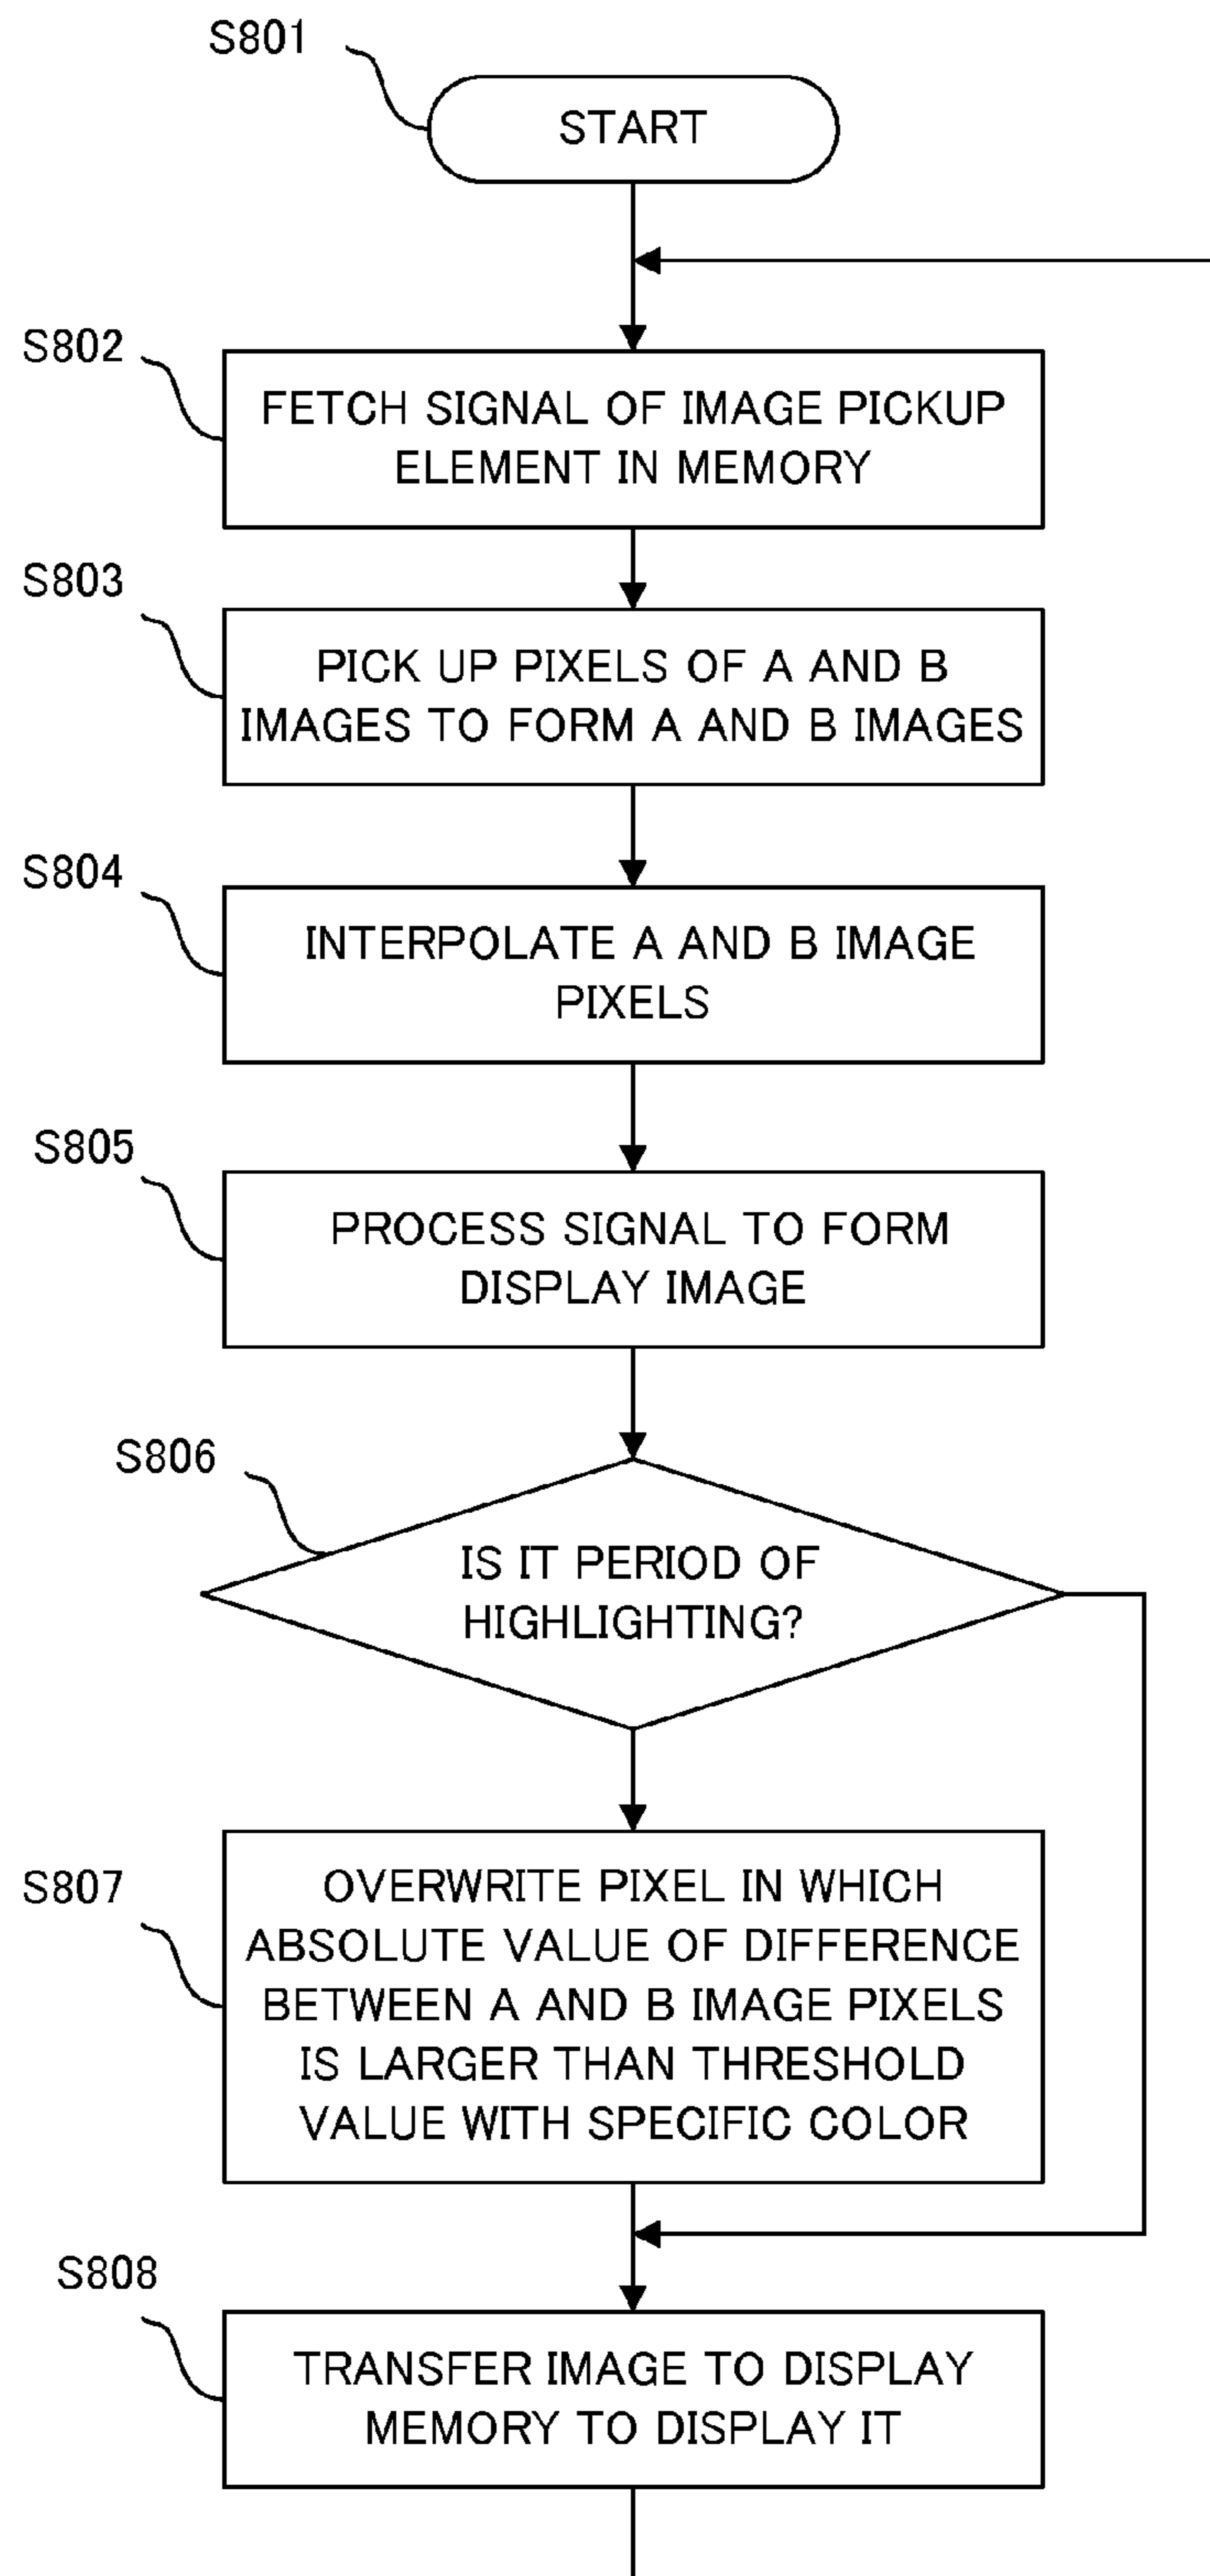 S801
START
S802
FETCH SIGNAL OF IMAGE PICKUP
ELEMENT IN MEMORY
S803
PICK UP PIXELS OF A AND B
IMAGES TO FORM A AND B IMAGES
S804
INTERPOLATE A AND B IMAGE
PIXELS
S805
PROCESS SIGNAL TO FORM
DISPLAY IMAGE
S806
IS IT PERIOD OF
HIGHLIGHTING?
S807
OVERWRITE PIXEL IN WHICH
ABSOLUTE VALUE OF DIFFERENCE
BETWEEN A AND B IMAGE PIXELS
IS LARGER THAN THRESHOLD
VALUE WITH SPECIFIC COLOR
S808
TRANSFER IMAGE TO DISPLAY
MEMORY TO DISPLAY IT